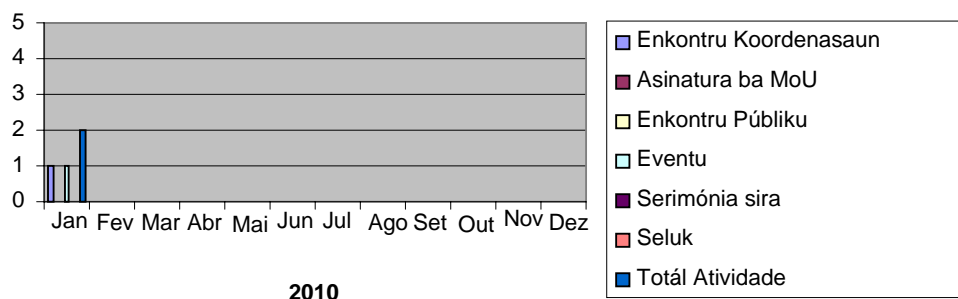 5
4
3
2
1
0
Jan Fev Mar Abr Mai Jun Jul Ago Set Out Nov Dez
2010
Enkontru Koordenasaun
Asinatura ba MoU
Enkontru Públiku
Eventu
Serimónia sira
Seluk
Totál Atividade